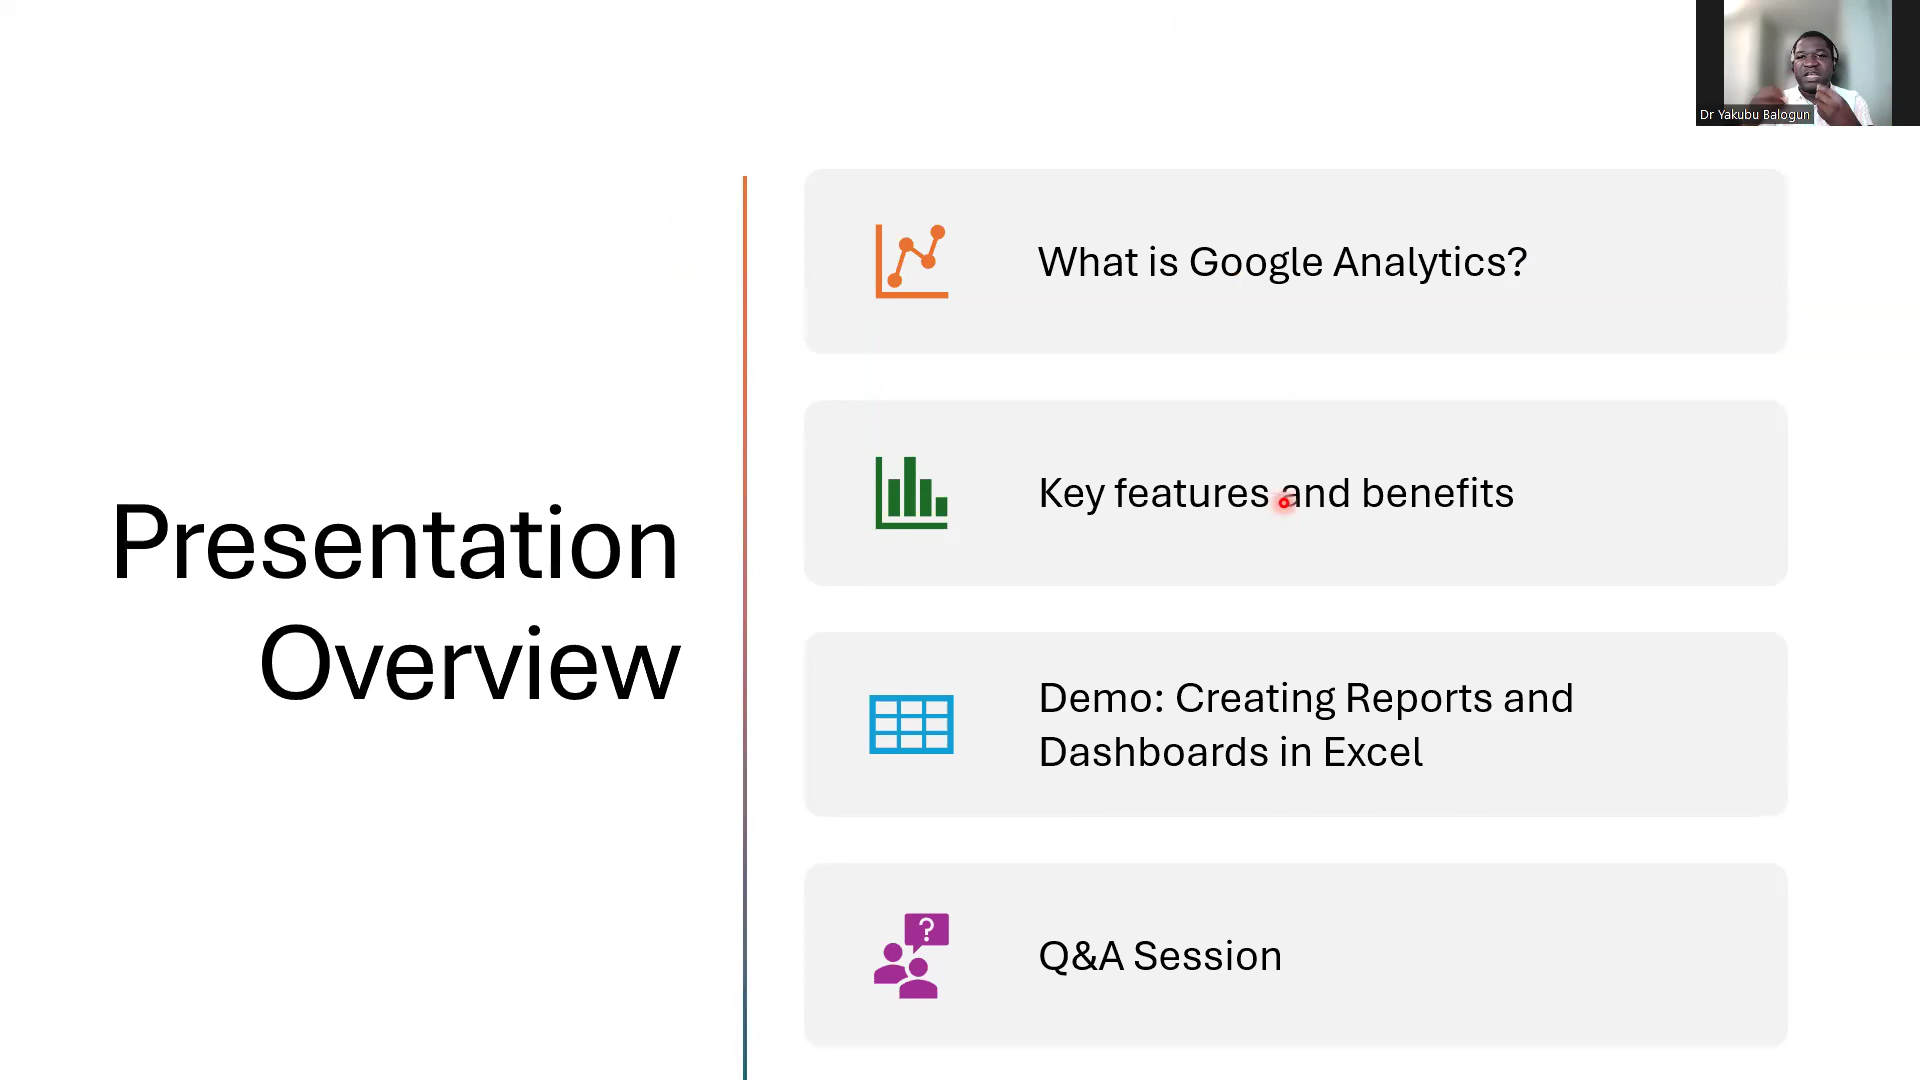 Dr Yakubu Balogun
Presentation
Overview
What is Google Analytics?
Key features and benefits
Demo: Creating Reports and
Dashboards in Excel
?
Q&A Session